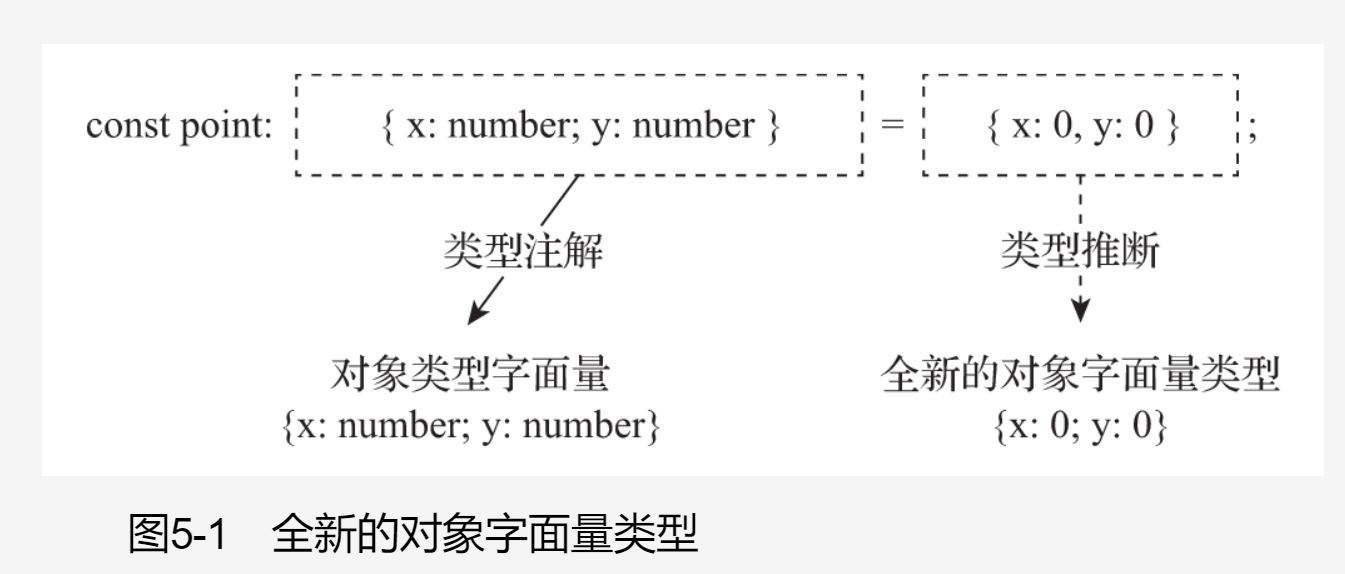 const point: { x: number; y: number } = { x: 0, y: 0 } ;
类型注解 类型推断
对象类型字面量 全新的对象字面量类型
{x: number; y: number} {x: 0; y: 0}
图5-1 全新的对象字面量类型